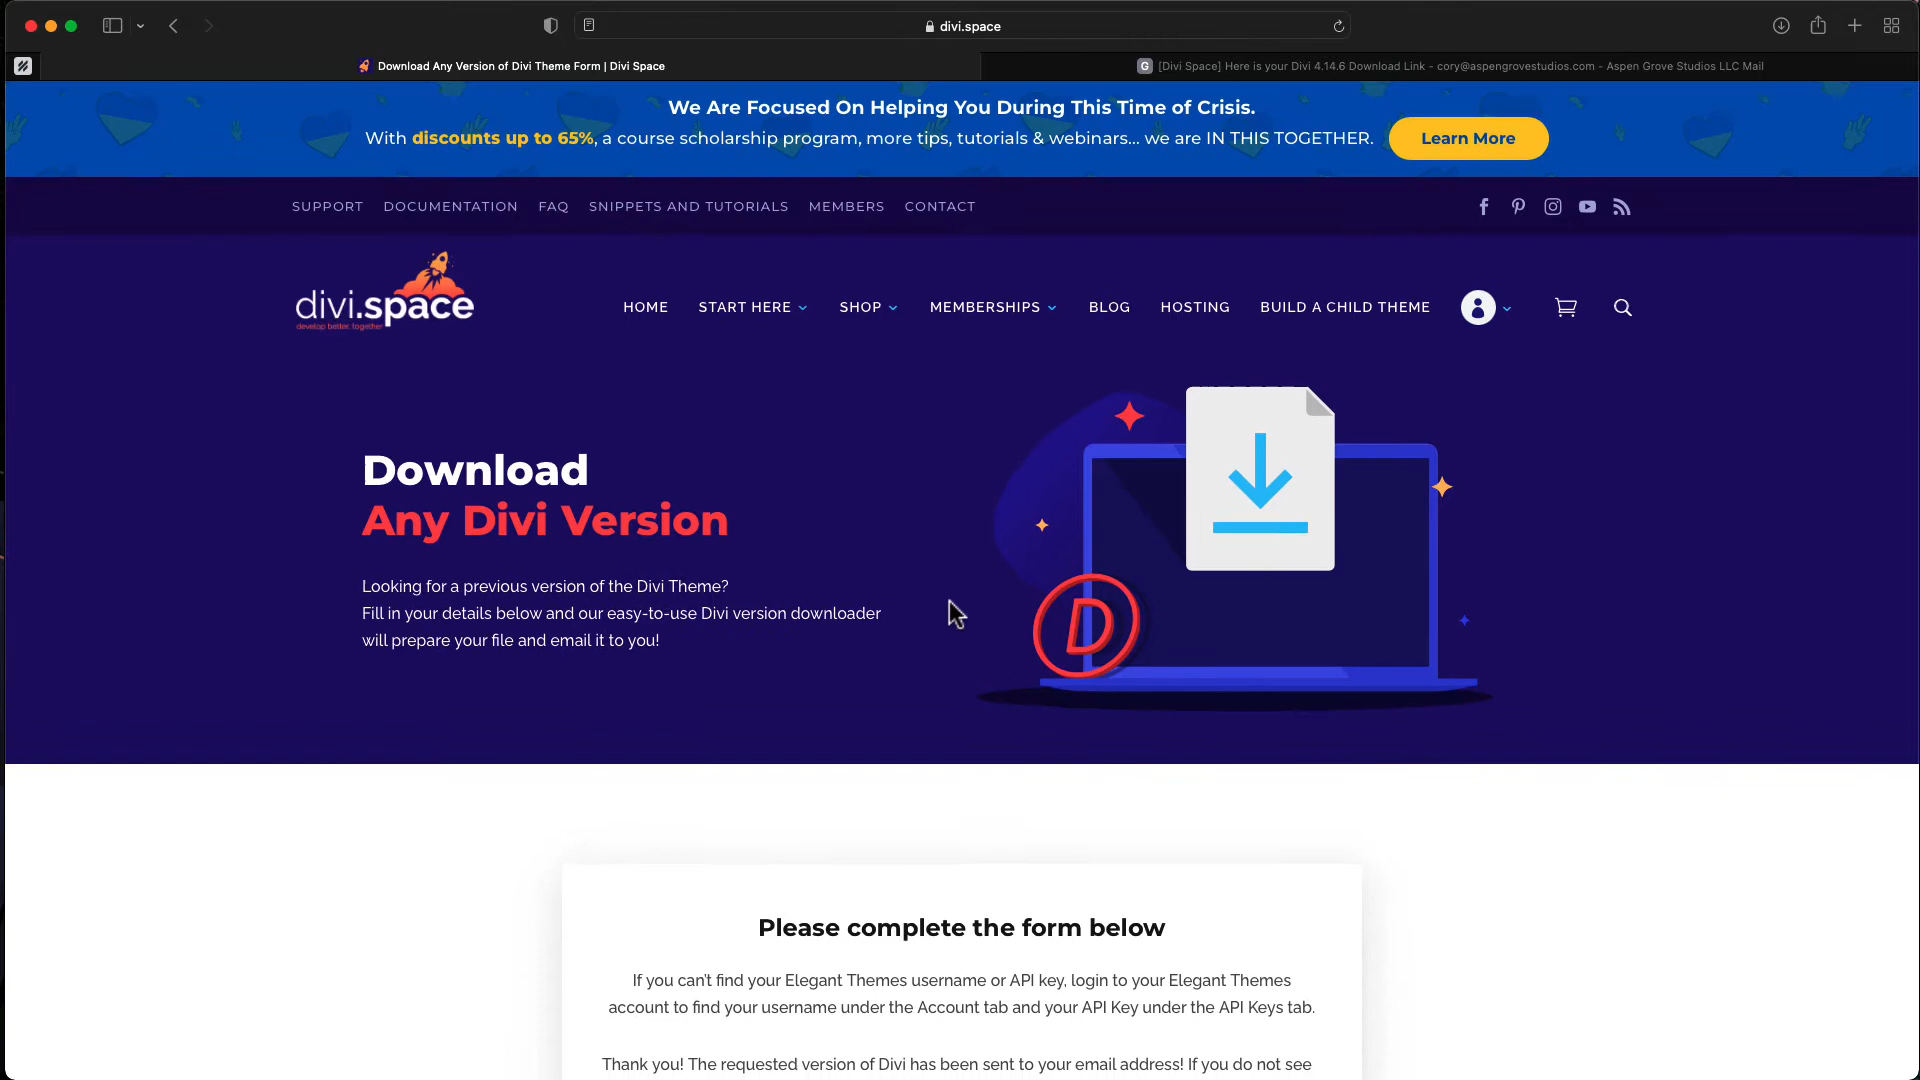 divi.space
Download Any Version of Divi Theme Form | Divi Space
G [Divi Space] Here is your Divi 4.14.6 Download Link - cory@aspengrovestudios.com - Aspen Grove Studios LLC Mail
We Are Focused On Helping You During This Time of Crisis.
With discounts up to 65%, a course scholarship program, more tips, tutorials & webinars... we are IN THIS TOGETHER.
Learn More
SUPPORT DOCUMENTATION FAQ SNIPPETS AND TUTORIALS MEMBERS CONTACT
divi.space
develop better. together
HOME START HERE SHOP MEMBERSHIPS BLOG HOSTING BUILD A CHILD THEME
Download
Any Divi Version
Looking for a previous version of the Divi Theme?
Fill in your details below and our easy-to-use Divi version downloader
will prepare your file and email it to you!
D
Please complete the form below
If you can't find your Elegant Themes username or API key, login to your Elegant Themes
account to find your username under the Account tab and your API Key under the API Keys tab.
Thank you! The requested version of Divi has been sent to your email address! If you do not see